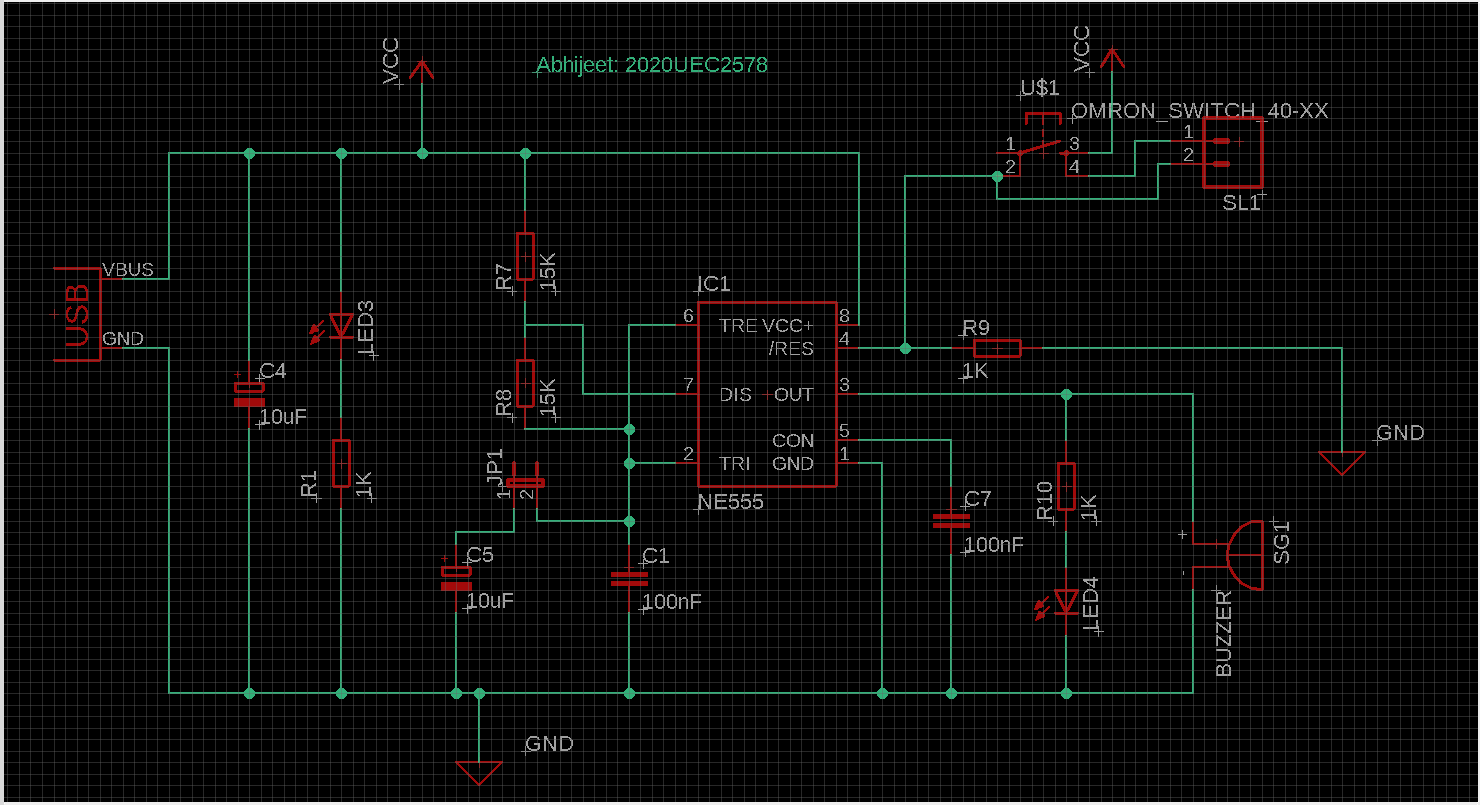 VCC
Abhijeet: 2020UEC2578
VCC
U$1
OMRON_SWITCH_40-XX
1
3
2
4
1
2
SL1
VBUS
USB
GND
R7
15K
IC1
LED3
6
TRE
VCC+
8
/RES
4
R9
1K
C4
10uF
R8
15K
7
DIS
OUT
3
CON
5
2
TRI
GND
1
NE555
GND
R1
1K
JP1
1
2
C7
100nF
R10
1K
+
-
SG1
BUZZER
C5
10uF
C1
100nF
LED4
GND